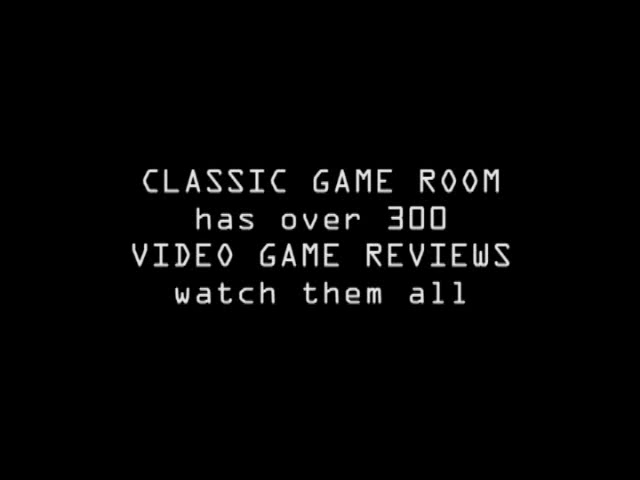 CLASSIC GAME ROOM
has over 300
VIDEO GAME REVIEWS
watch them all